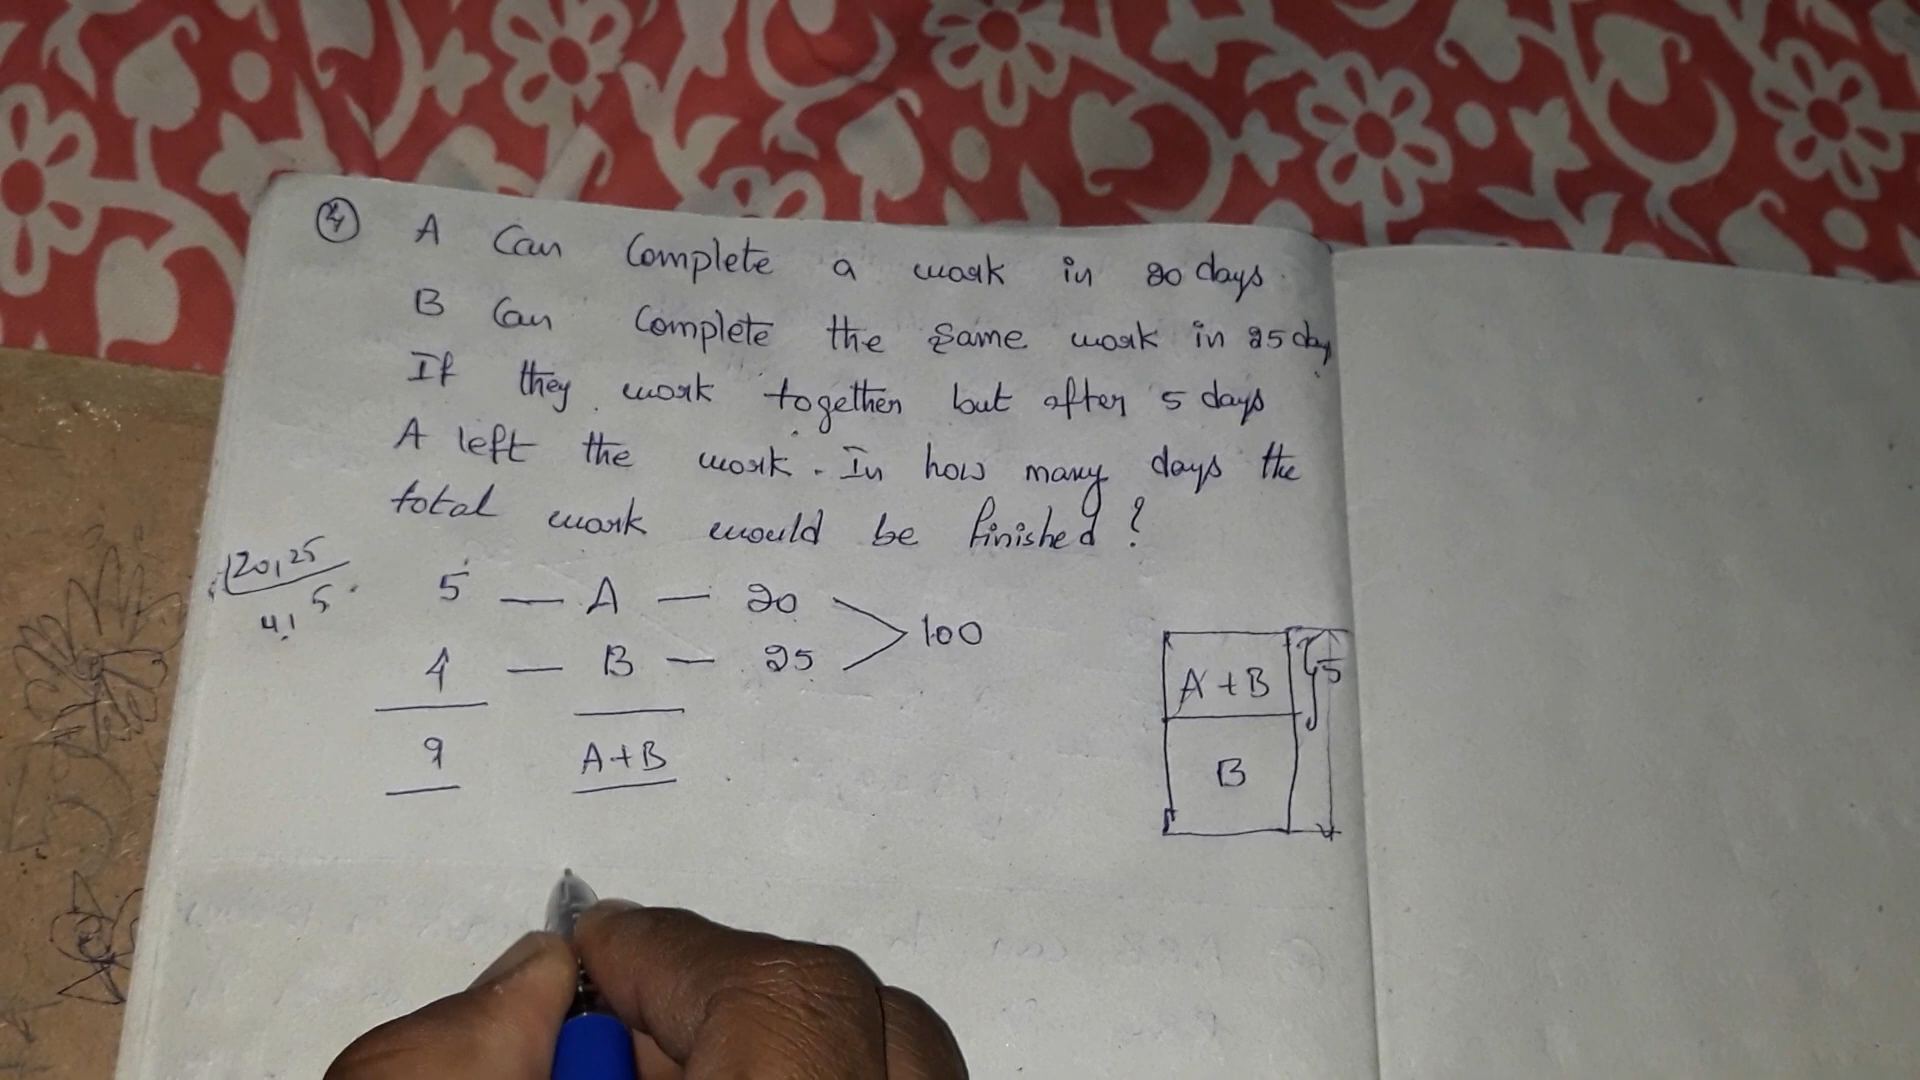 4 A Can Complete a work in 20 days.
B Can Complete the same work in 25 day
If they work together but after 5 days
A left the work. In how many days the
total work would be finished?
20,25
4, 5
5 — A — 20
4 — B — 25
100
9 A+B
A+B 5
B